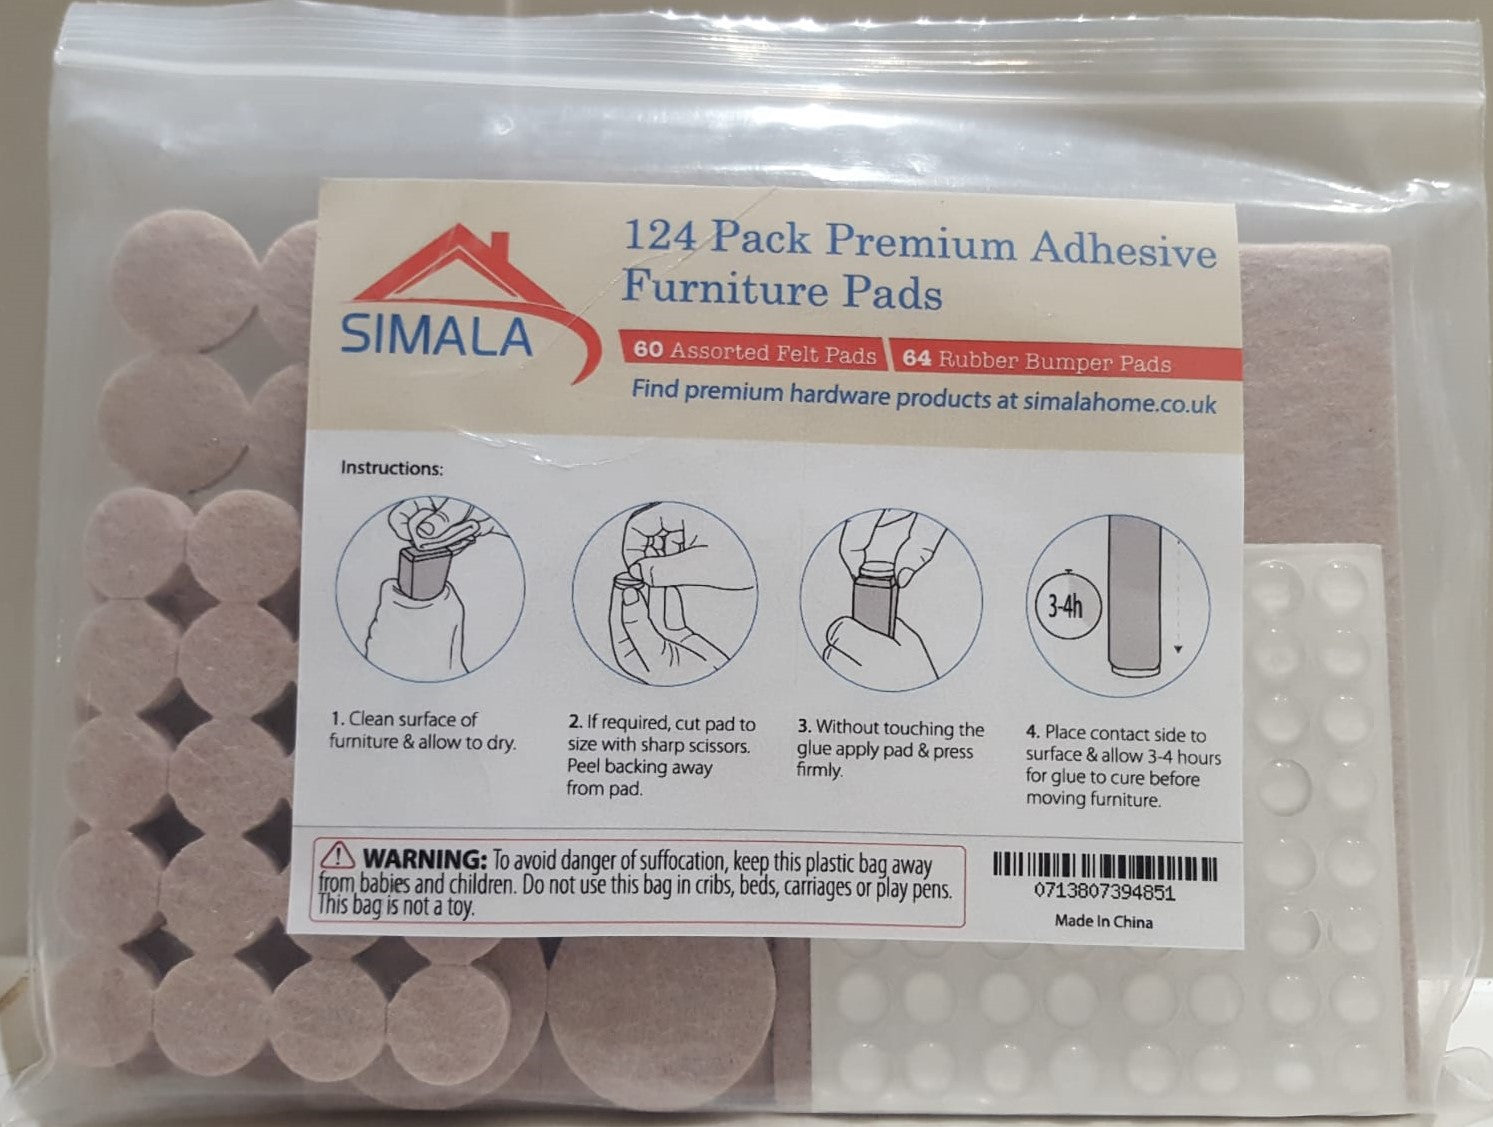 SIMALA
124 Pack Premium Adhesive
Furniture Pads
60 Assorted Felt Pads
64 Rubber Bumper Pads
Find premium hardware products at simalahome.co.uk
Instructions:
3-4h
1. Clean surface of
furniture & allow to dry.
2. If required, cut pad to
size with sharp scissors.
Peel backing away
from pad.
3. Without touching the
glue apply pad & press
firmly.
4. Place contact side to
surface & allow 3-4 hours
for glue to cure before
moving furniture.
WARNING: To avoid danger of suffocation, keep this plastic bag away
from babies and children. Do not use this bag in cribs, beds, carriages or play pens.
This bag is not a toy.
0713807394851
Made In China